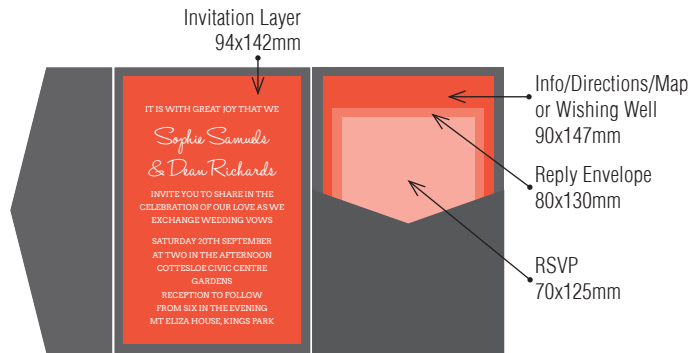 Invitation Layer
94x142mm
IT IS WITH GREAT JOY THAT WE
Sophie Samuels
& Dean Richards
INVITE YOU TO SHARE IN THE
CELEBRATION OF OUR LOVE AS WE
EXCHANGE WEDDING VOWS
SATURDAY 20TH SEPTEMBER
AT TWO IN THE AFTERNOON
COTTESLOE CIVIC CENTRE
GARDENS
RECEPTION TO FOLLOW
FROM SIX IN THE EVENING
MT ELIZA HOUSE, KINGS PARK
Info/Directions/Map
or Wishing Well
90x147mm
Reply Envelope
80x130mm
RSVP
70x125mm